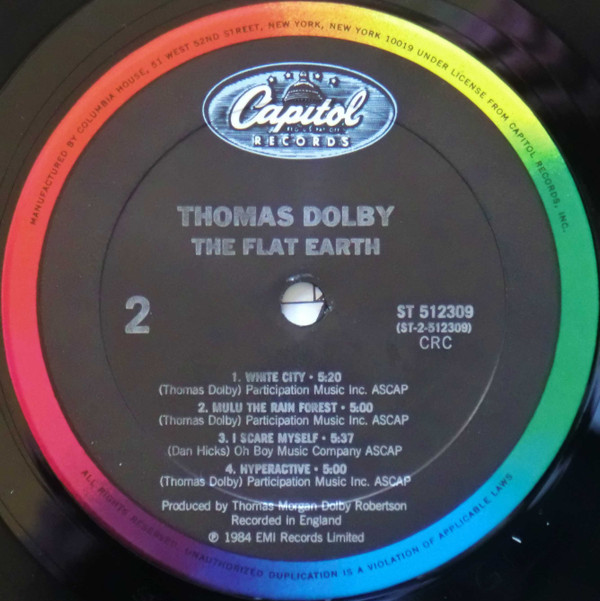 MANUFACTURED BY COLUMBIA HOUSE, 51 WEST 52ND STREET, NEW YORK, NEW YORK 10019 UNDER LICENSE FROM CAPITOL RECORDS, INC.
Capitol
RECORDS
THOMAS DOLBY
THE FLAT EARTH
2
ST 512309
(ST-2-512309)
CRC
1. WHITE CITY • 5:20
(Thomas Dolby) Participation Music Inc. ASCAP
2. MULU THE RAIN FOREST • 5:00
(Thomas Dolby) Participation Music Inc. ASCAP
3. I SCARE MYSELF • 5:37
(Dan Hicks) Oh Boy Music Company ASCAP
4. HYPERACTIVE • 5:00
(Thomas Dolby) Participation Music Inc. ASCAP
Produced by Thomas Morgan Dolby Robertson
Recorded in England
℗ 1984 EMI Records Limited
ALL RIGHTS RESERVED. UNAUTHORIZED DUPLICATION IS A VIOLATION OF APPLICABLE LAWS